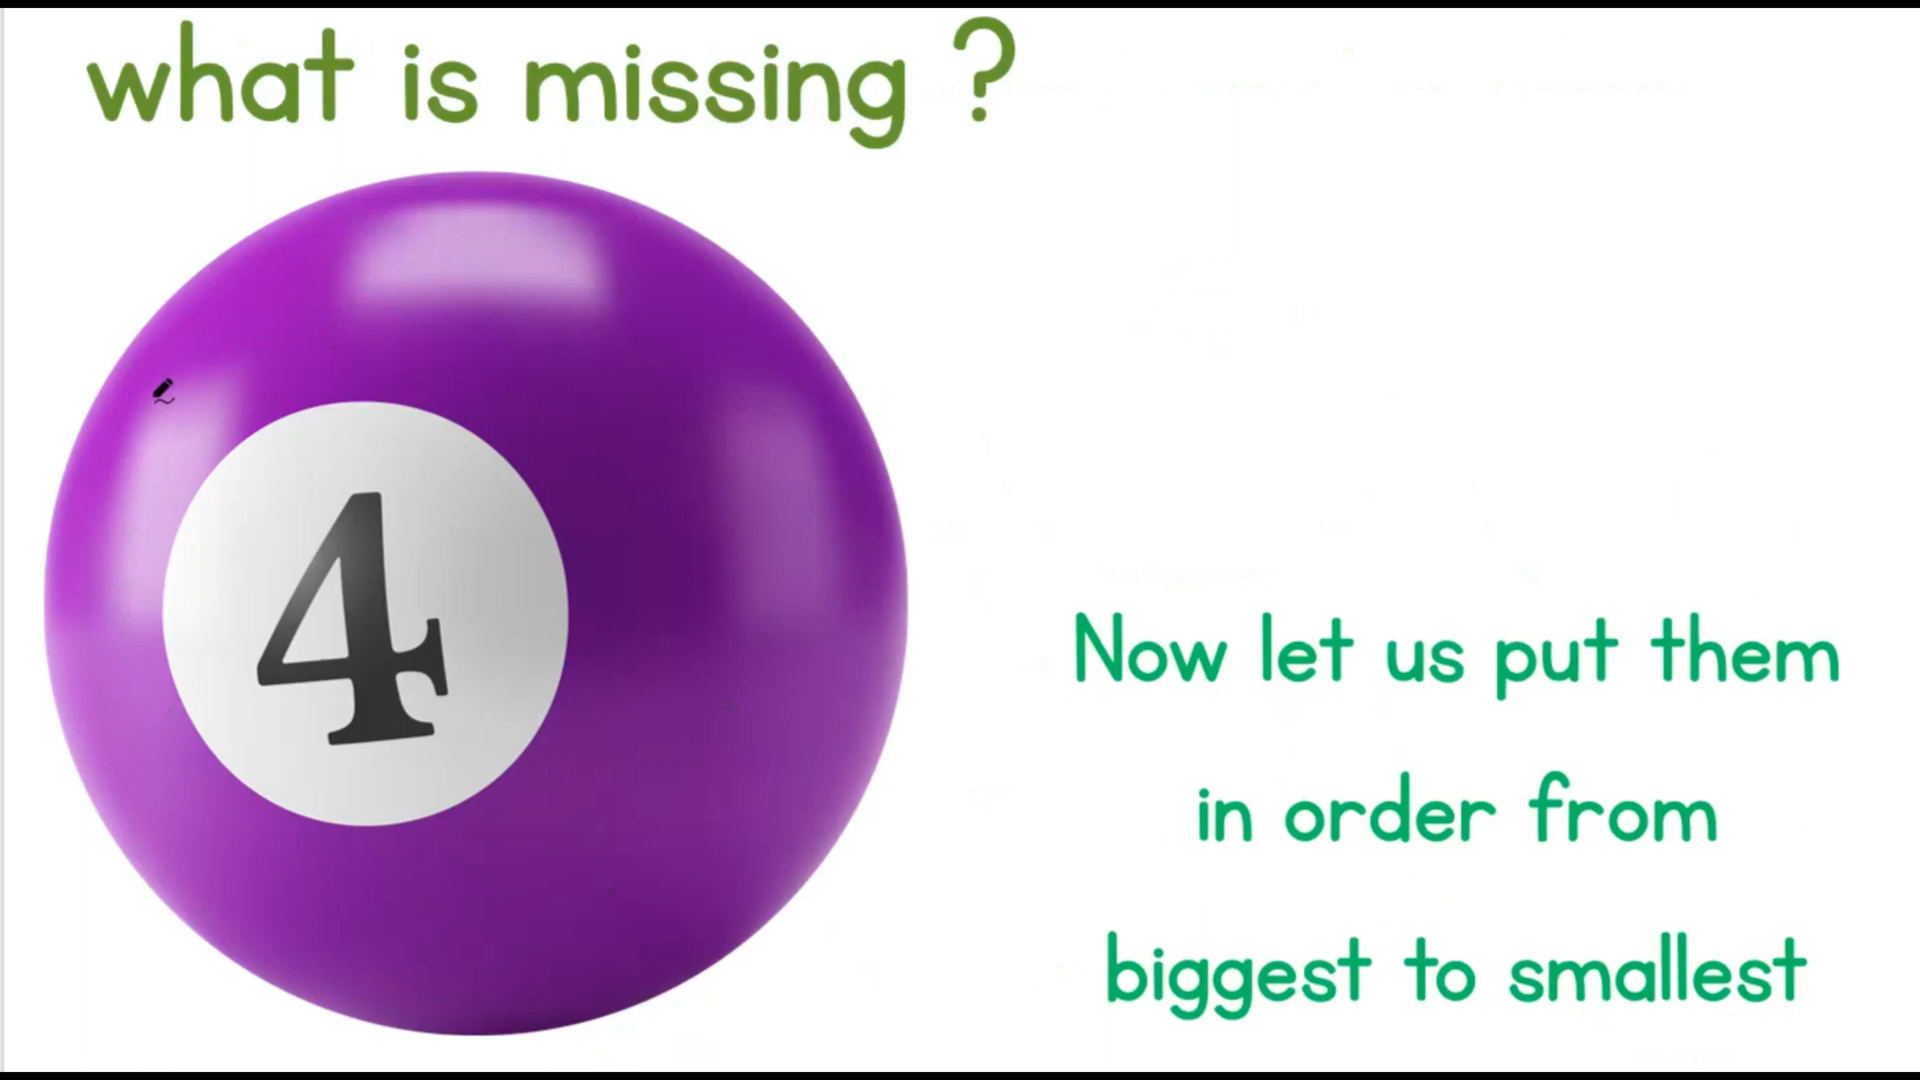 what is missing ?
4
Now let us put them
in order from
biggest to smallest